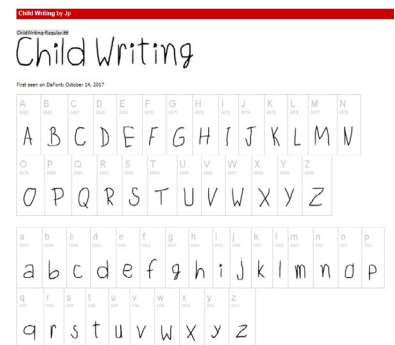 Child Writing by Jp
ChildWriting-Regular.ttf
Child Writing
First seen on DaFont: October 14, 2017
A B C D E F G H I J K L M N
A B C D E F G H I J K L M N
O P Q R S T U V W X Y Z
O P Q R S T U V W X Y Z
a b c d e f g h i j k l m n o p
a b c d e f g h i j k l m n o p
q r s t u v w x y z
q r s t u v w x y z